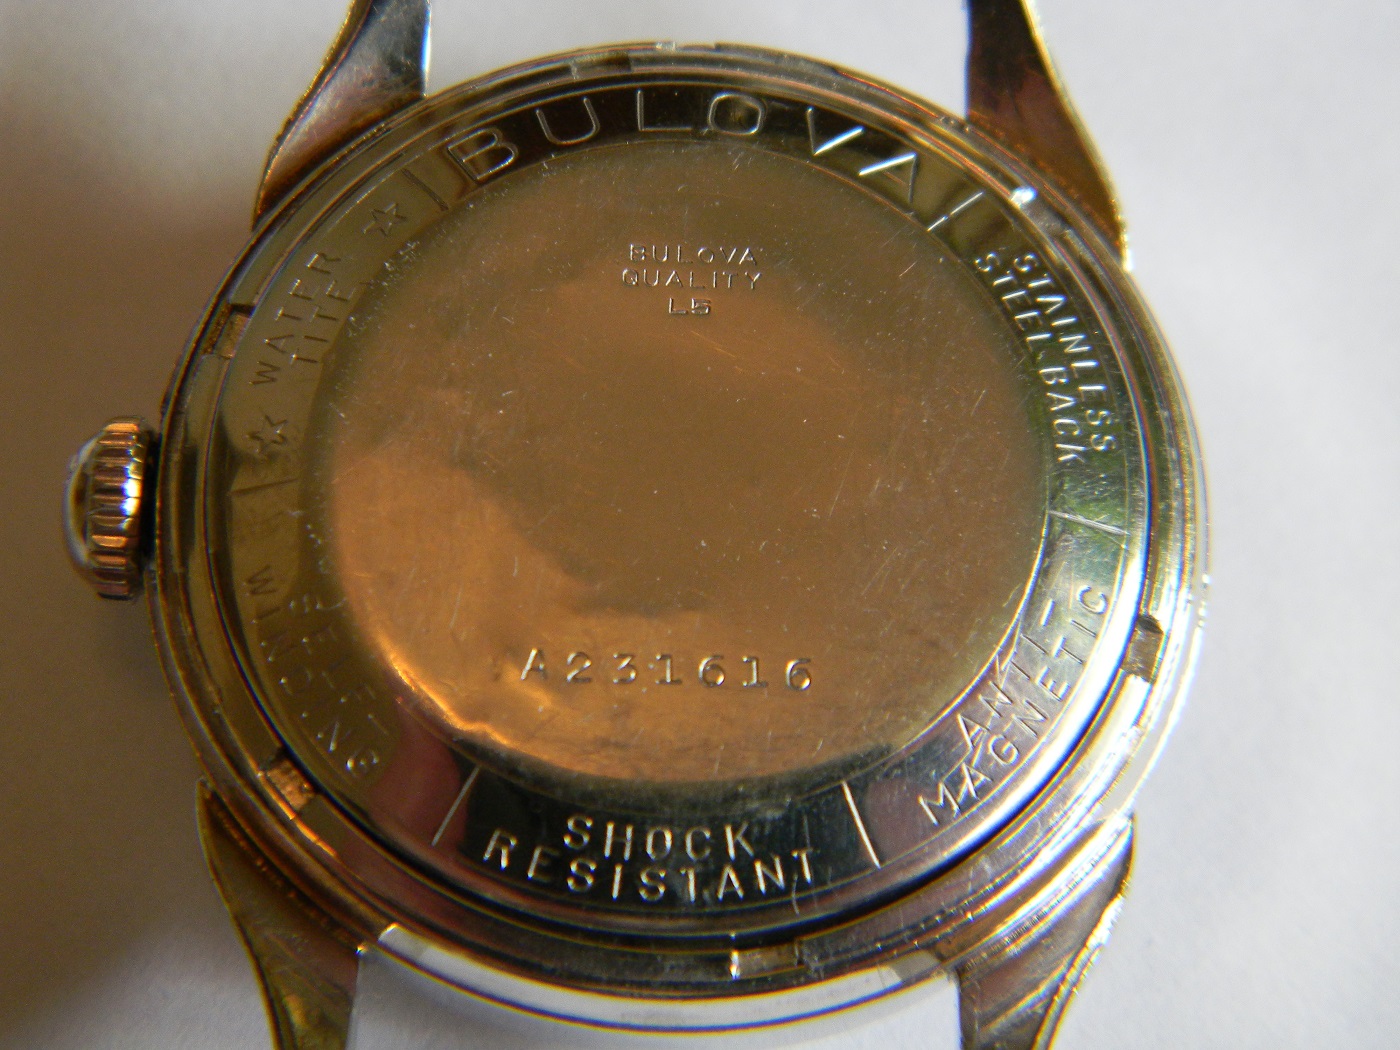 BULOVA
STAINLESS
STEEL BACK
ANTI-
MAGNETIC
SHOCK
RESISTANT
SELF
WINDING
WATER
TITE
BULOVA
QUALITY
L5
A231616